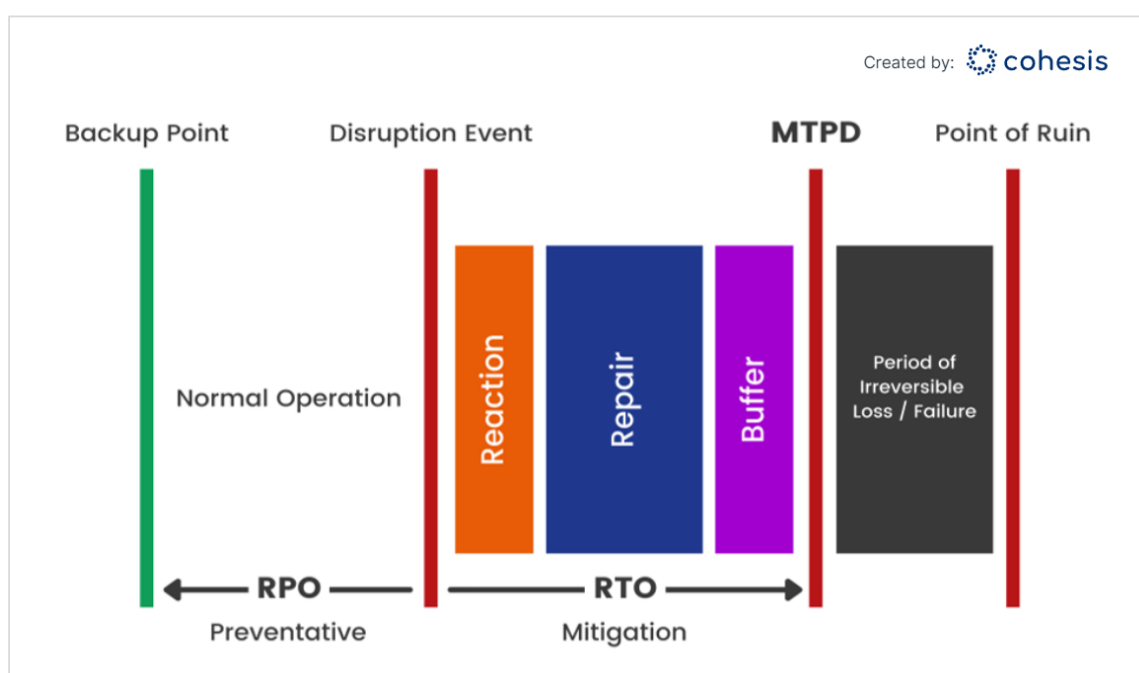 Created by: cohesis
Backup Point
Disruption Event
MTPD
Point of Ruin
Normal Operation
Reaction
Repair
Buffer
Period of
Irreversible
Loss / Failure
RPO
RTO
Preventative
Mitigation